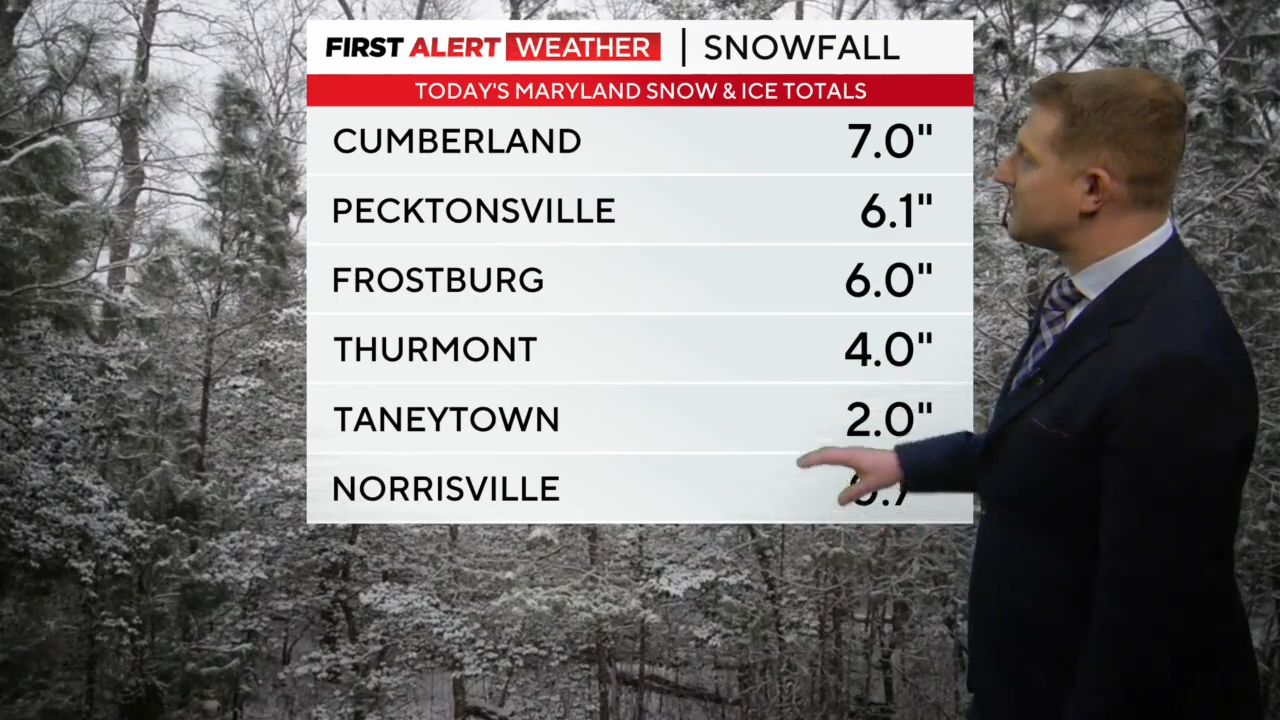 FIRST ALERT WEATHER | SNOWFALL
TODAY'S MARYLAND SNOW & ICE TOTALS
CUMBERLAND 7.0"
PECKTONSVILLE 6.1"
FROSTBURG 6.0"
THURMONT 4.0"
TANEYTOWN 2.0"
NORRISVILLE